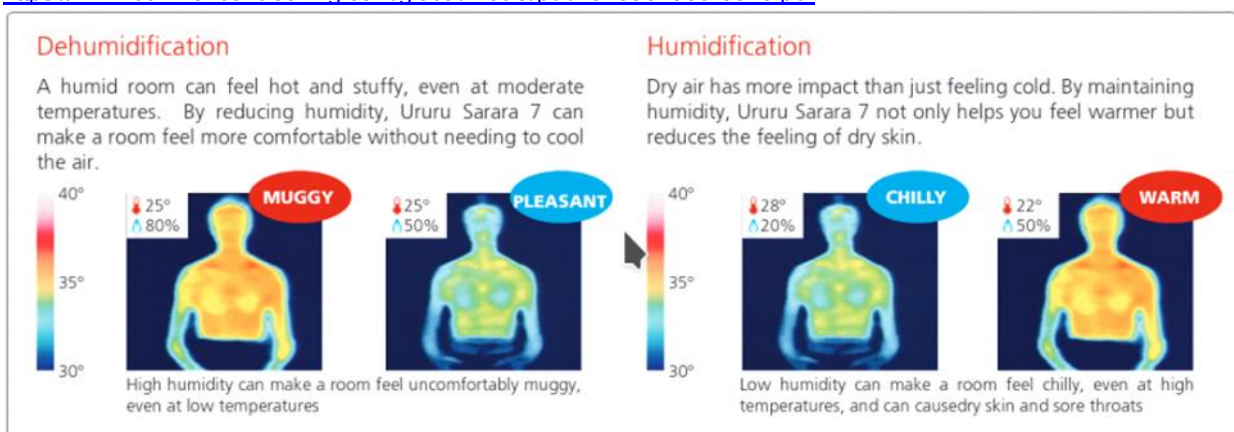 Dehumidification
A humid room can feel hot and stuffy, even at moderate
temperatures. By reducing humidity, Ururu Sarara 7 can
make a room feel more comfortable without needing to cool
the air.
40°
35°
30°
25°
80%
MUGGY
25°
50%
PLEASANT
High humidity can make a room feel uncomfortably muggy,
even at low temperatures
Humidification
Dry air has more impact than just feeling cold. By maintaining
humidity, Ururu Sarara 7 not only helps you feel warmer but
reduces the feeling of dry skin.
40°
35°
30°
28°
20%
CHILLY
22°
50%
WARM
Low humidity can make a room feel chilly, even at high
temperatures, and can causedry skin and sore throats